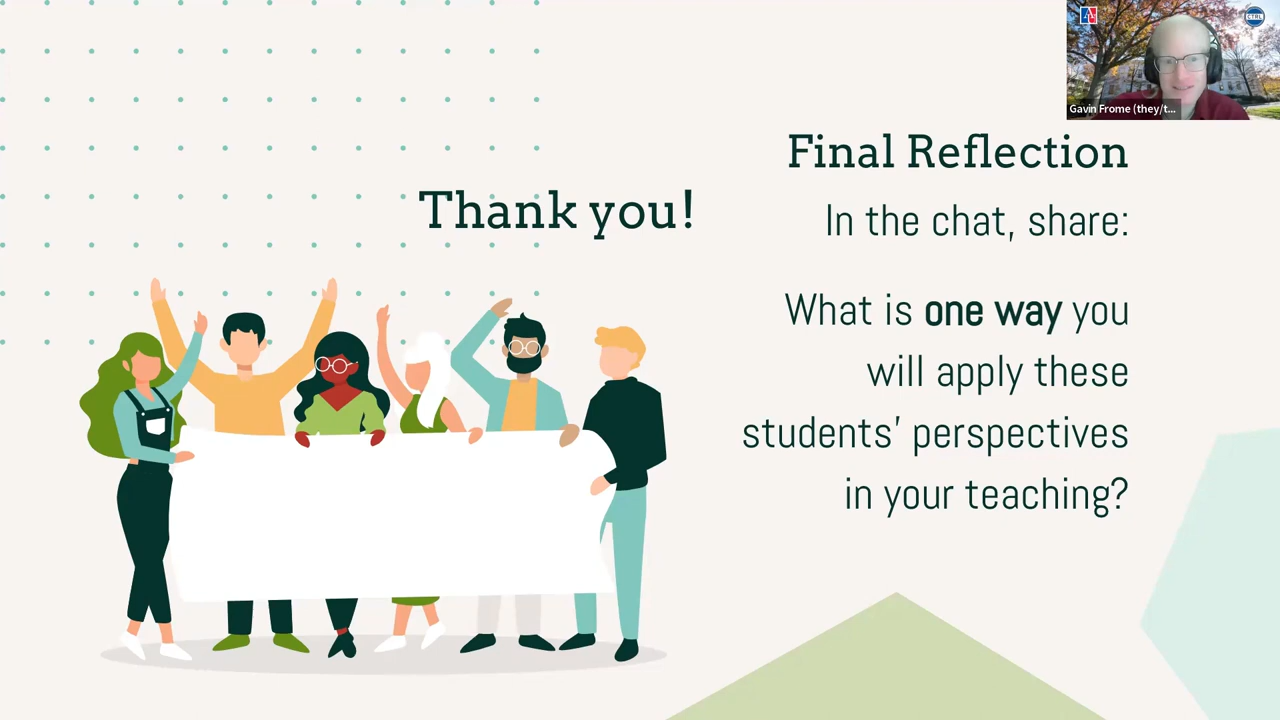 Gavin Frome (they/t...
Final Reflection
In the chat, share:
Thank you!
What is one way you
will apply these
students' perspectives
in your teaching?